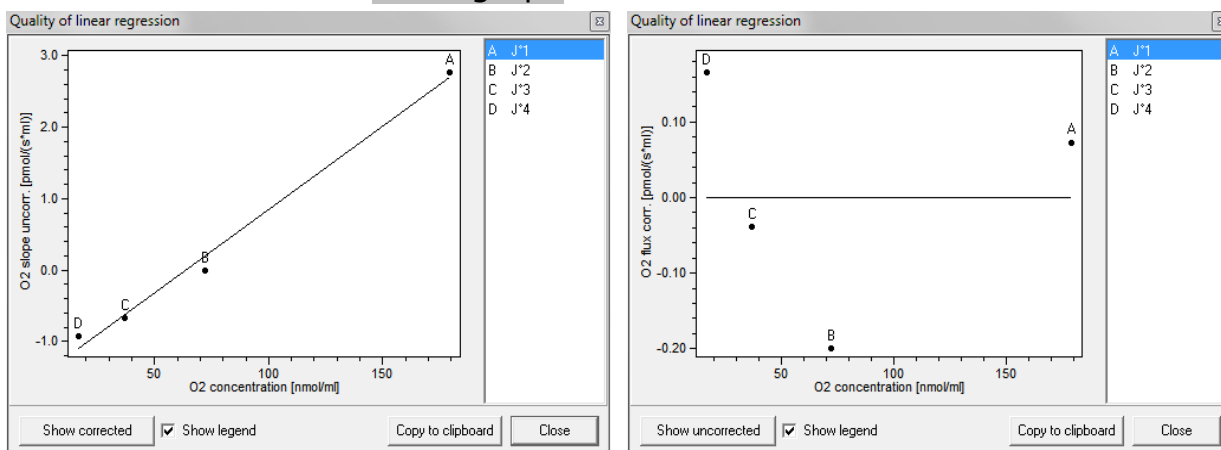 Quality of linear regression
3.0
2.0
1.0
0.0
-1.0
O2 slope uncorr. [pmol/(s*ml)]
A
B
C
D
50
100
150
O2 concentration [nmol/ml]
A J°1
B J°2
C J°3
D J°4
Show corrected
Show legend
Copy to clipboard
Close
Quality of linear regression
0.10
0.00
-0.10
-0.20
O2 flux corr. [pmol/(s*ml)]
D
A
C
B
50
100
150
O2 concentration [nmol/ml]
A J°1
B J°2
C J°3
D J°4
Show uncorrected
Show legend
Copy to clipboard
Close